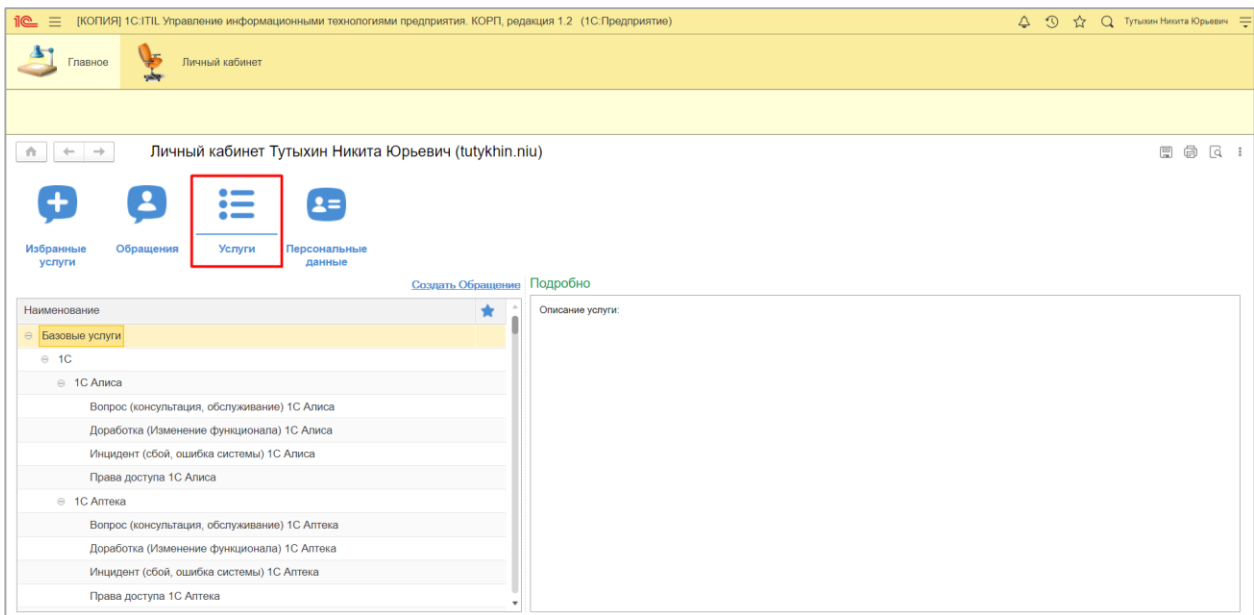 1С [КОПИЯ] 1С:ITIL Управление информационными технологиями предприятия. КОРП, редакция 1.2 (1С:Предприятие) Тутыхин Никита Юрьевич
Главное Личный кабинет
Личный кабинет Тутыхин Никита Юрьевич (tutykhin.niu)
Избранные услуги
Обращения
Услуги
Персональные данные
Создать Обращение
Подробно
Наименование
Описание услуги:
Базовые услуги
1С
1С Алиса
Вопрос (консультация, обслуживание) 1С Алиса
Доработка (Изменение функционала) 1С Алиса
Инцидент (сбой, ошибка системы) 1С Алиса
Права доступа 1С Алиса
1С Аптека
Вопрос (консультация, обслуживание) 1С Аптека
Доработка (Изменение функционала) 1С Аптека
Инцидент (сбой, ошибка системы) 1С Аптека
Права доступа 1С Аптека